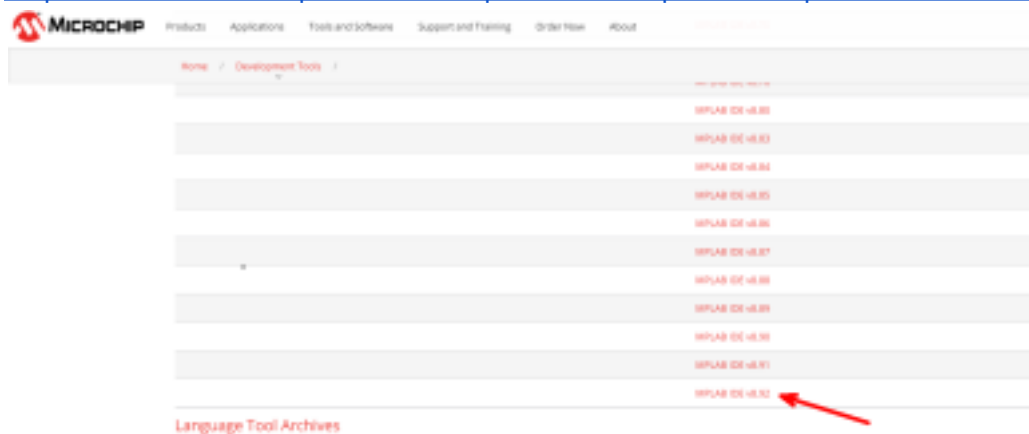 MICROCHIP Products Applications Tools and Software Support and Training Order Now About
Home / Development Tools /
MPLAB IDE v8.80
MPLAB IDE v8.83
MPLAB IDE v8.84
MPLAB IDE v8.85
MPLAB IDE v8.86
MPLAB IDE v8.87
MPLAB IDE v8.88
MPLAB IDE v8.89
MPLAB IDE v8.90
MPLAB IDE v8.91
MPLAB IDE v8.92
Language Tool Archives